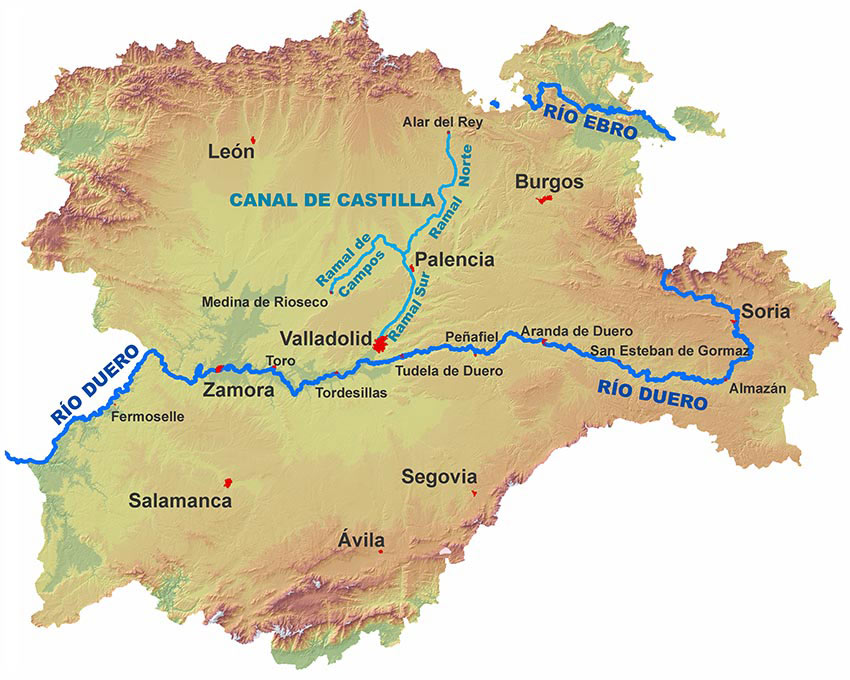 RÍO EBRO
Alar del Rey
León
Norte
Burgos
CANAL DE CASTILLA
Ramal
Ramal de
Campos
Palencia
Medina de Rioseco
Ramal Sur
Soria
Valladolid
Peñafiel
Aranda de Duero
San Esteban de Gormaz
RÍO DUERO
Toro
Tudela de Duero
Zamora
Tordesillas
RÍO DUERO
Almazán
Fermoselle
Segovia
Salamanca
Ávila